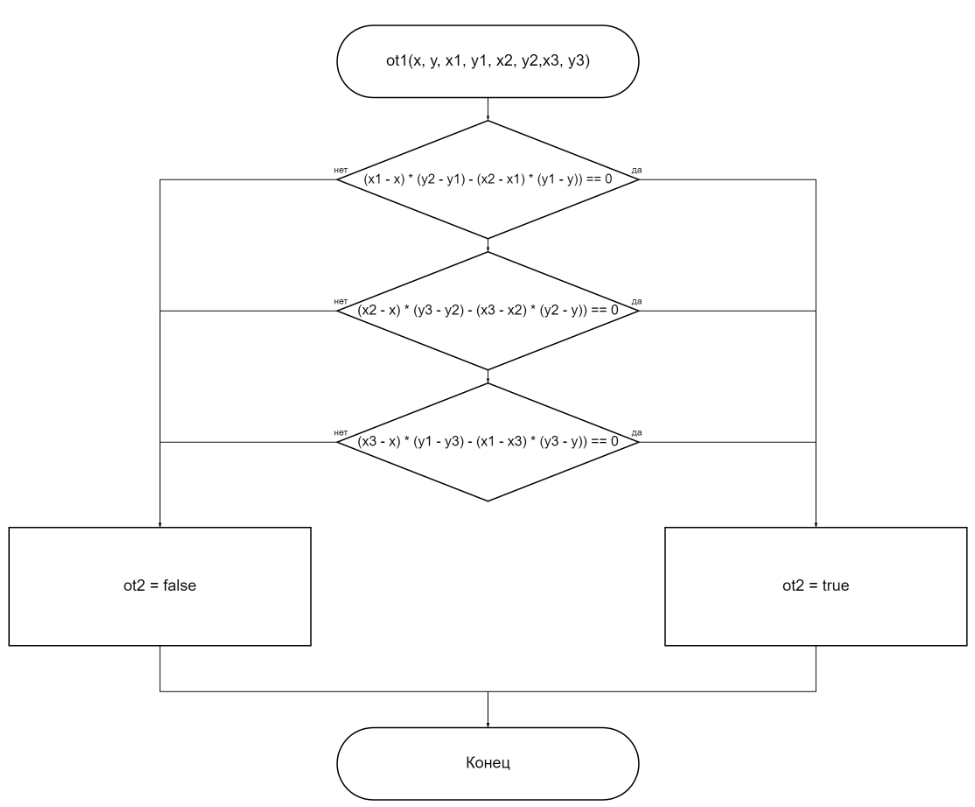 ot1(x, y, x1, y1, x2, y2,x3, y3)
нет
да
(x1 - x) * (y2 - y1) - (x2 - x1) * (y1 - y)) == 0
нет
да
(x2 - x) * (y3 - y2) - (x3 - x2) * (y2 - y)) == 0
нет
да
(x3 - x) * (y1 - y3) - (x1 - x3) * (y3 - y)) == 0
ot2 = false
ot2 = true
Конец